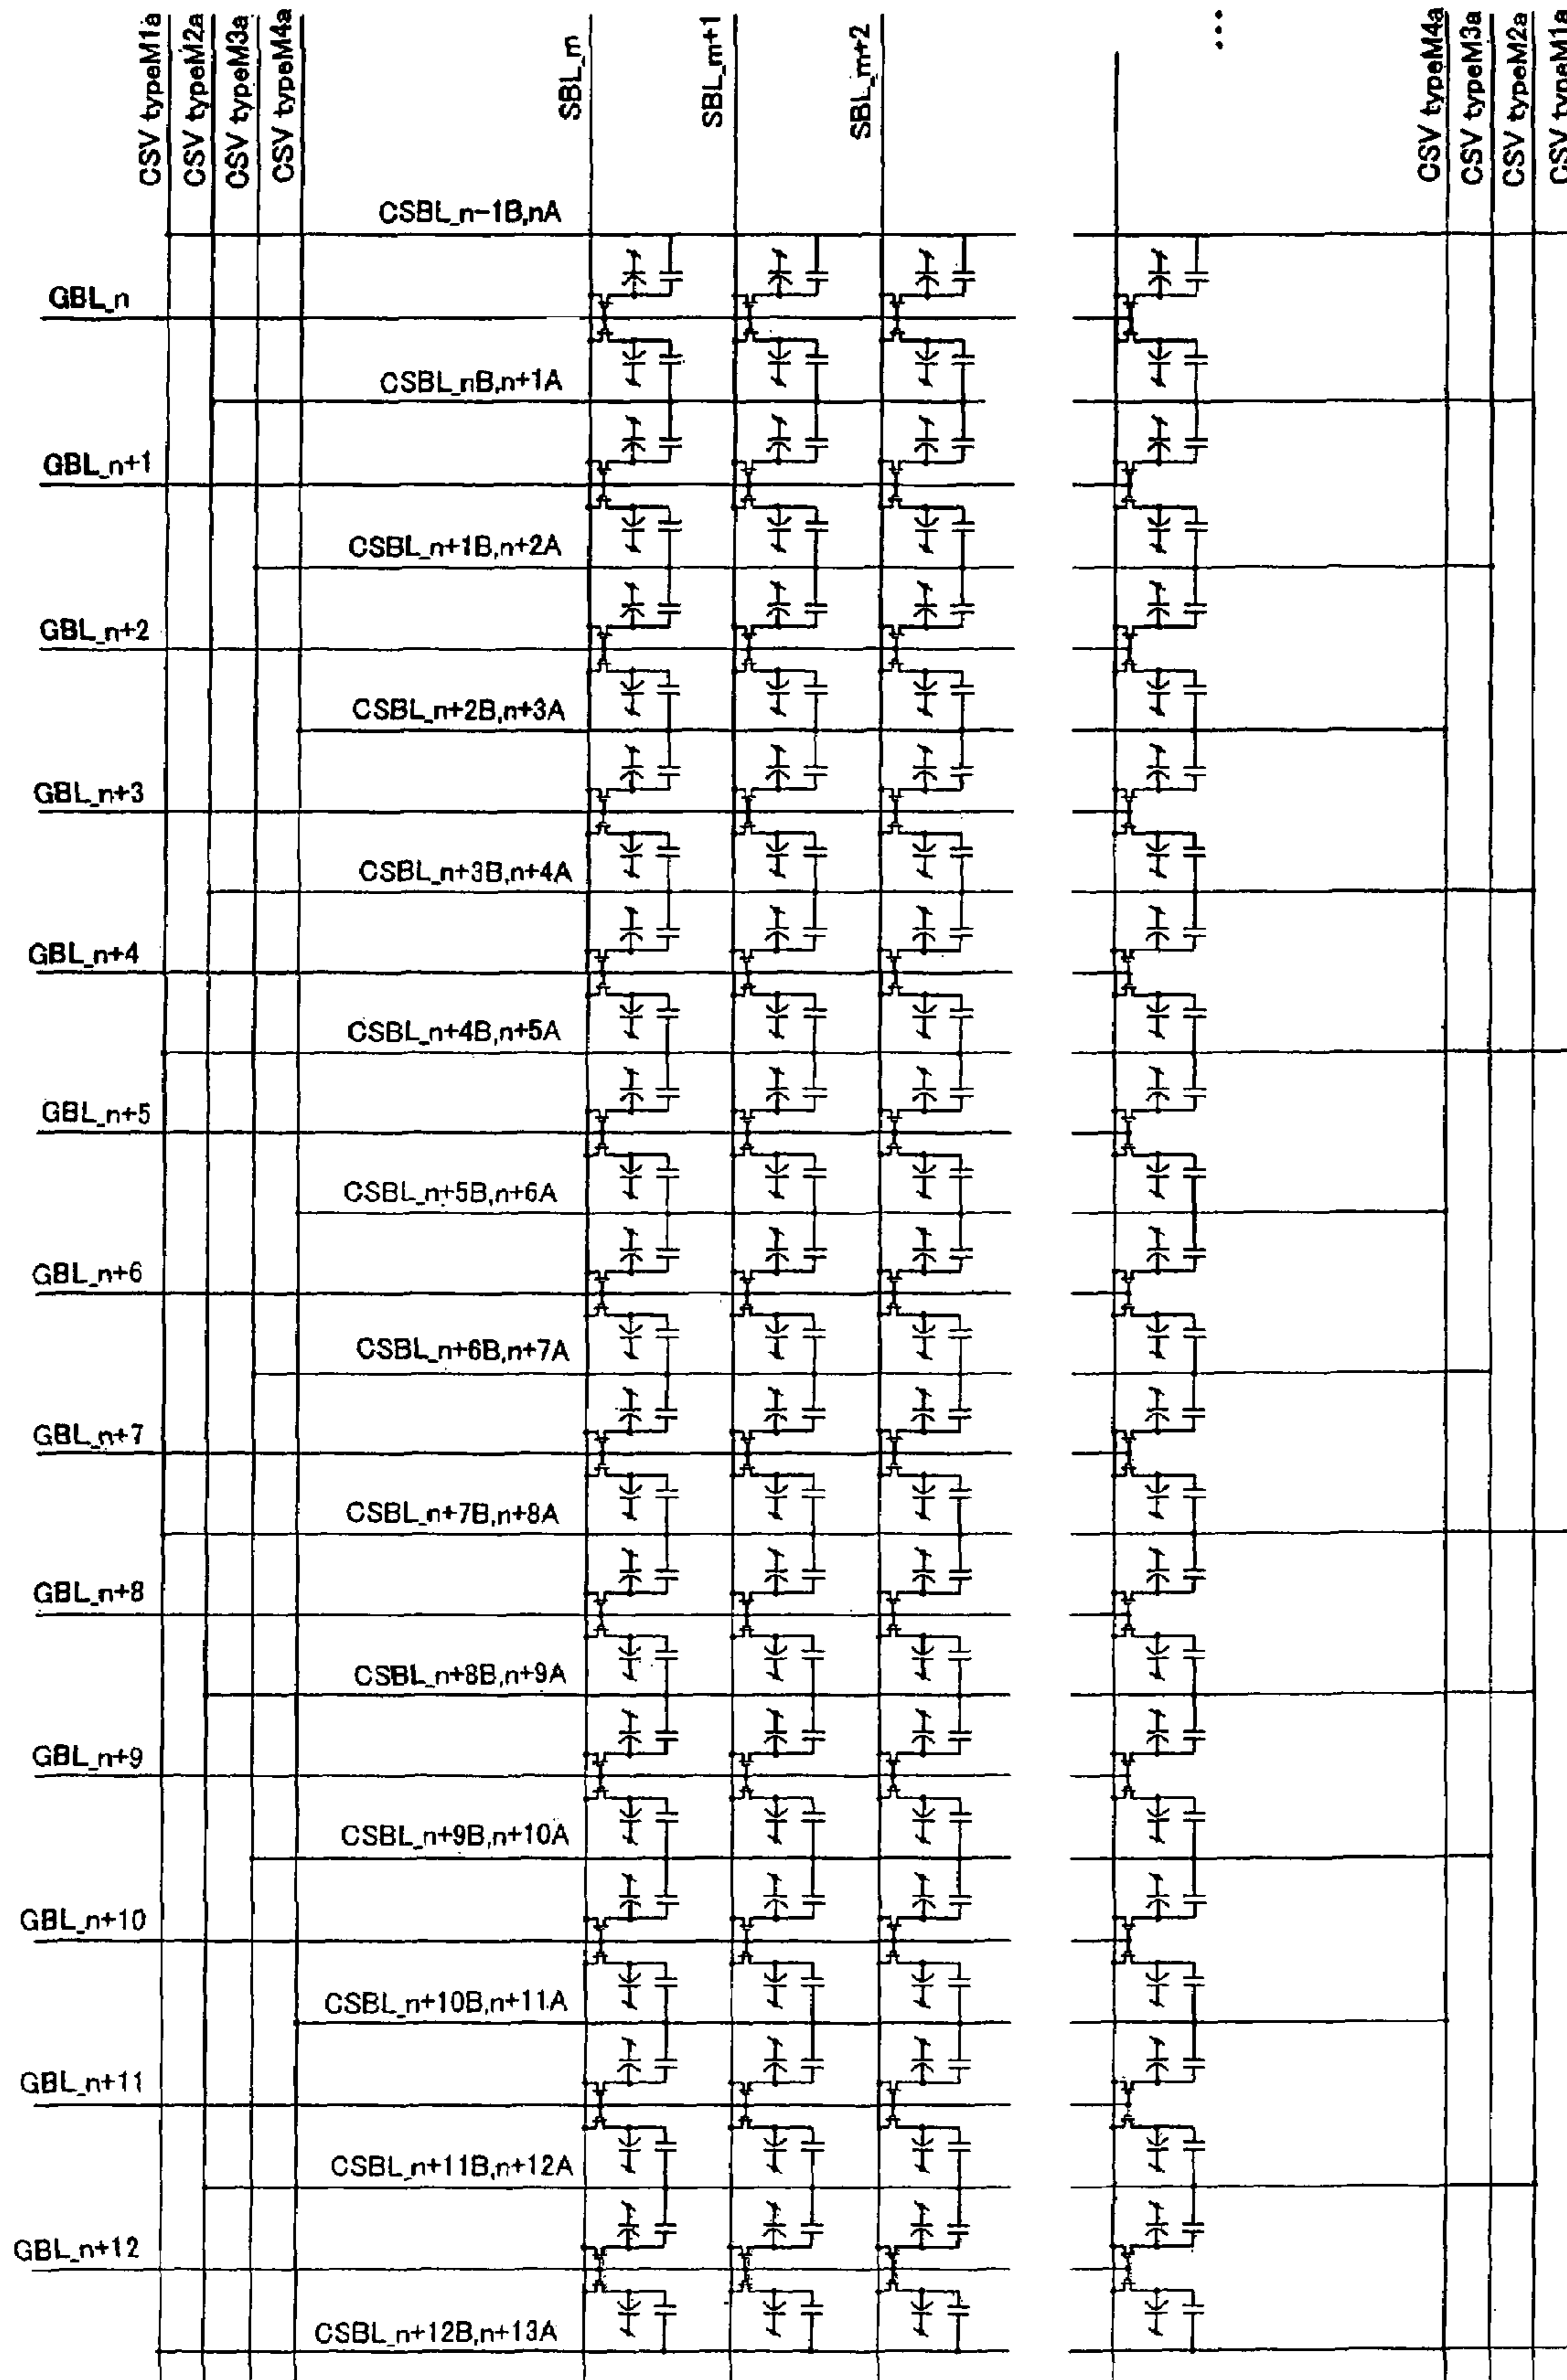 CSV typeM1a
CSV typeM2a
CSV typeM3a
CSV typeM4a
SBL_m
SBL_m+1
SBL_m+2
...
CSV typeM4a
CSV typeM3a
CSV typeM2a
CSV typeM1a
CSBL_n-1B,nA
GBL_n
CSBL_nB,n+1A
GBL_n+1
CSBL_n+1B,n+2A
GBL_n+2
CSBL_n+2B,n+3A
GBL_n+3
CSBL_n+3B,n+4A
GBL_n+4
CSBL_n+4B,n+5A
GBL_n+5
CSBL_n+5B,n+6A
GBL_n+6
CSBL_n+6B,n+7A
GBL_n+7
CSBL_n+7B,n+8A
GBL_n+8
CSBL_n+8B,n+9A
GBL_n+9
CSBL_n+9B,n+10A
GBL_n+10
CSBL_n+10B,n+11A
GBL_n+11
CSBL_n+11B,n+12A
GBL_n+12
CSBL_n+12B,n+13A